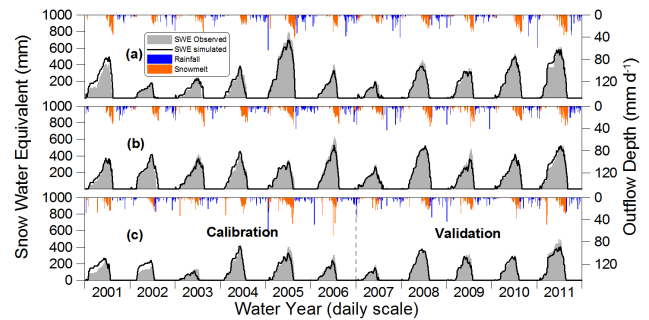 1000
800
600
400
200
0
40
80
120
(a)
SWE Observed
SWE simulated
Rainfall
Snowmelt
Snow Water Equivalent (mm)
Outflow Depth (mm d⁻¹)
1000
800
600
400
200
0
40
80
120
(b)
1000
800
600
400
200
0
0
40
80
120
(c)
Calibration
Validation
2001 2002 2003 2004 2005 2006 2007 2008 2009 2010 2011
Water Year (daily scale)